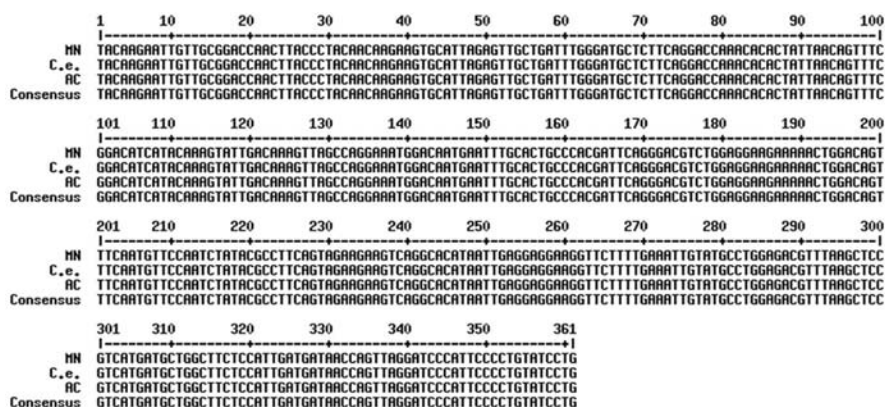 1 10 20 30 40 50 60 70 80 90 100
|--------+---------+---------+---------+---------+---------+---------+---------+---------+---------|
MN TACAAGAATTGTTGCGGACCAACTTACCCTACAACAAGAAGTGCATTAGAGTTGCTGATTTGGGATGCTCTTCAGGACCAAACACACTATTAACAGTTTC
C.e. TACAAGAATTGTTGCGGACCAACTTACCCTACAACAAGAAGTGCATTAGAGTTGCTGATTTGGGATGCTCTTCAGGACCAAACACACTATTAACAGTTTC
AC TACAAGAATTGTTGCGGACCAACTTACCCTACAACAAGAAGTGCATTAGAGTTGCTGATTTGGGATGCTCTTCAGGACCAAACACACTATTAACAGTTTC
Consensus TACAAGAATTGTTGCGGACCAACTTACCCTACAACAAGAAGTGCATTAGAGTTGCTGATTTGGGATGCTCTTCAGGACCAAACACACTATTAACAGTTTC
101 110 120 130 140 150 160 170 180 190 200
|--------+---------+---------+---------+---------+---------+---------+---------+---------+---------|
MN GGACATCATACAAAGTATTGACAAAGTTAGCCAGGAAATGGACAATGAATTTGCACTGCCCACGATTCAGGGACGTCTGGAGGAAGAAAAACTGGACAGT
C.e. GGACATCATACAAAGTATTGACAAAGTTAGCCAGGAAATGGACAATGAATTTGCACTGCCCACGATTCAGGGACGTCTGGAGGAAGAAAAACTGGACAGT
AC GGACATCATACAAAGTATTGACAAAGTTAGCCAGGAAATGGACAATGAATTTGCACTGCCCACGATTCAGGGACGTCTGGAGGAAGAAAAACTGGACAGT
Consensus GGACATCATACAAAGTATTGACAAAGTTAGCCAGGAAATGGACAATGAATTTGCACTGCCCACGATTCAGGGACGTCTGGAGGAAGAAAAACTGGACAGT
201 210 220 230 240 250 260 270 280 290 300
|--------+---------+---------+---------+---------+---------+---------+---------+---------+---------|
MN TTCAATGTTCCAATCTATACGCCTTCAGTAGAAGAAGTCAGGCACATAATTGAGGAGGAAGGTTCTTTTGAAATTGTATGCCTGGAGACGTTTAAGCTCC
C.e. TTCAATGTTCCAATCTATACGCCTTCAGTAGAAGAAGTCAGGCACATAATTGAGGAGGAAGGTTCTTTTGAAATTGTATGCCTGGAGACGTTTAAGCTCC
AC TTCAATGTTCCAATCTATACGCCTTCAGTAGAAGAAGTCAGGCACATAATTGAGGAGGAAGGTTCTTTTGAAATTGTATGCCTGGAGACGTTTAAGCTCC
Consensus TTCAATGTTCCAATCTATACGCCTTCAGTAGAAGAAGTCAGGCACATAATTGAGGAGGAAGGTTCTTTTGAAATTGTATGCCTGGAGACGTTTAAGCTCC
301 310 320 330 340 350 361
|--------+---------+---------+---------+---------+----------+|
MN GTCATGATGCTGGCTTCTCCATTGATGATAACCAGTTAGGATCCCATTCCCCTGTATCCTG
C.e. GTCATGATGCTGGCTTCTCCATTGATGATAACCAGTTAGGATCCCATTCCCCTGTATCCTG
AC GTCATGATGCTGGCTTCTCCATTGATGATAACCAGTTAGGATCCCATTCCCCTGTATCCTG
Consensus GTCATGATGCTGGCTTCTCCATTGATGATAACCAGTTAGGATCCCATTCCCCTGTATCCTG